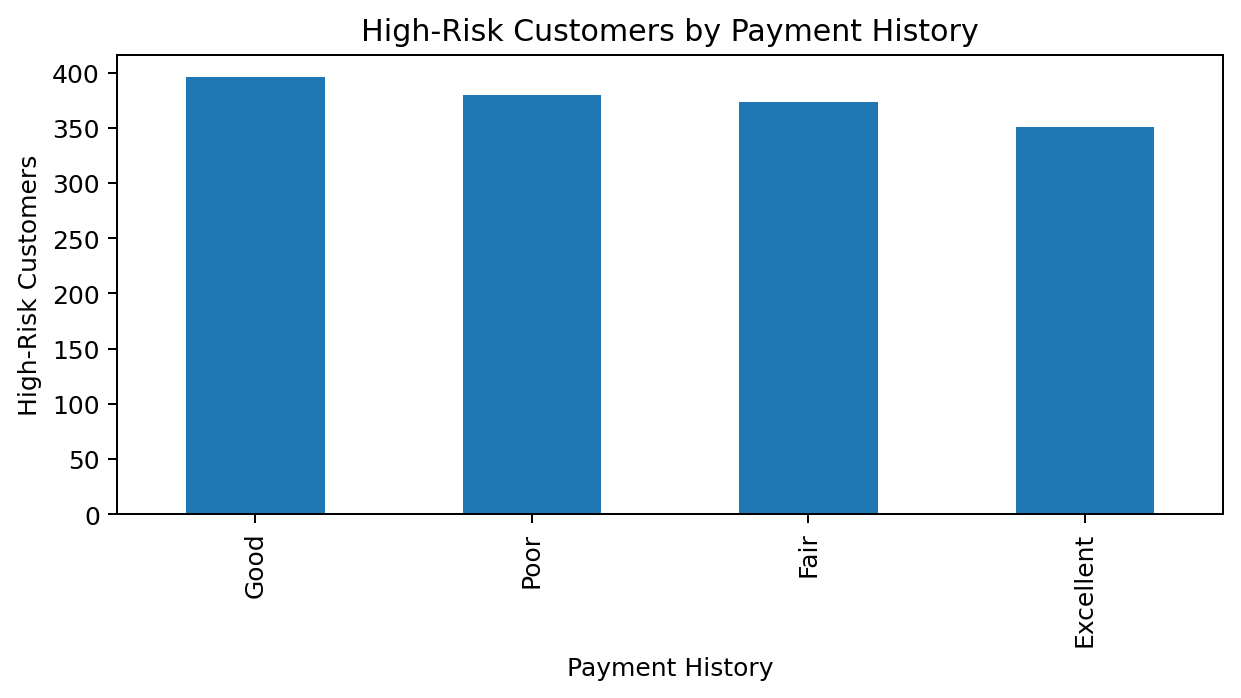 High-Risk Customers by Payment History
High-Risk Customers
400
350
300
250
200
150
100
50
0
Good
Poor
Fair
Excellent
Payment History